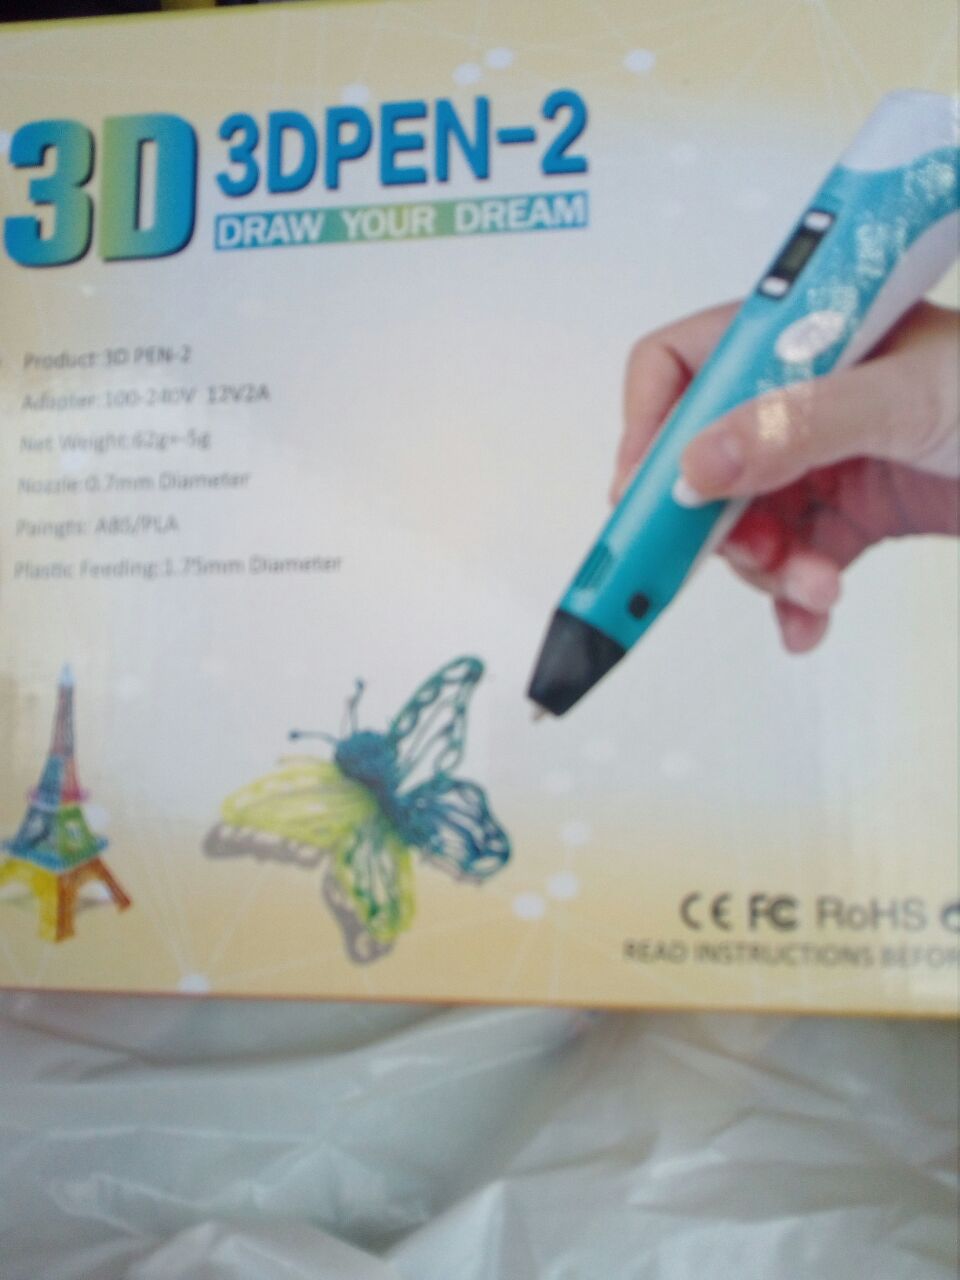 3D
3DPEN-2
DRAW YOUR DREAM
Product:3D PEN-2
Adapter:100-240V 12V2A
Net Weight:62g+-5g
Nozzle:0.7mm Diameter
Paingts: ABS/PLA
Plastic Feeding:1.75mm Diameter
CE FC RoHS
READ INSTRUCTIONS BEFOR